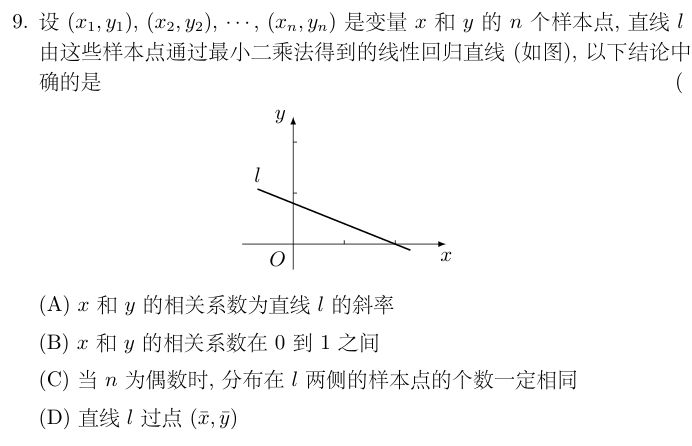 9. 设 (x₁, y₁), (x₂, y₂), ···, (xₙ, yₙ) 是变量 x 和 y 的 n 个样本点, 直线 l
由这些样本点通过最小二乘法得到的线性回归直线 (如图), 以下结论中
确的是 (
y
l
O
x
(A) x 和 y 的相关系数为直线 l 的斜率
(B) x 和 y 的相关系数在 0 到 1 之间
(C) 当 n 为偶数时, 分布在 l 两侧的样本点的个数一定相同
(D) 直线 l 过点 (x̄, ȳ)